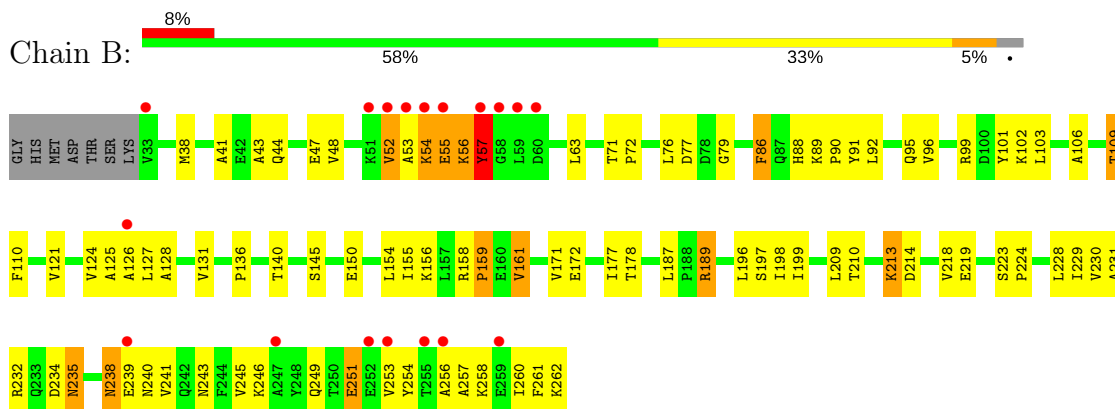 8%
Chain B:
58% 33% 5% •
GLY HIS MET ASP THR SER LYS V33 M38 A41 E42 A43 Q44 E47 V48 K51 V52 A53 K54 E55 K56 Y57 G58 L59 D60 L63 T71 P72 L76 D77 D78 G79 F86 Q87 H88 K89 P90 Y91 L92 Q95 V96 R99 D100 Y101 K102 L103 A106 T109
F110 V121 V124 A125 A126 L127 A128 V131 P136 T140 S145 E150 L154 I155 K156 L157 R158 P159 E160 V161 V171 E172 I177 T178 L187 P188 R189 L196 S197 I198 I199 L209 T210 K213 D214 V218 E219 S223 P224 L228 I229 V230 A231
R232 Q233 D234 N235 N238 E239 N240 V241 Q242 N243 F244 V245 K246 A247 Y248 Q249 T250 E251 E252 V253 Y254 T255 A256 A257 K258 E259 I260 F261 K262